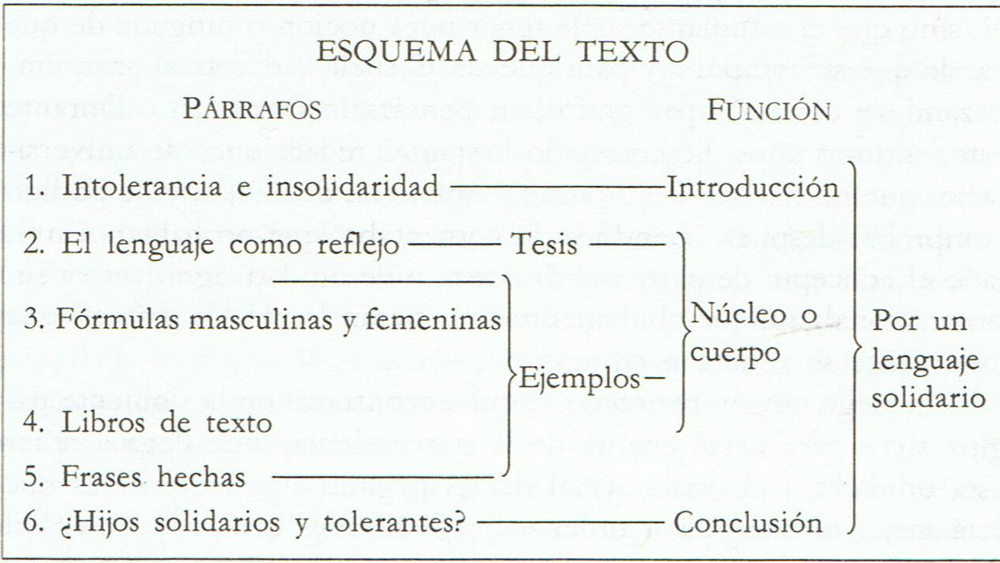 ESQUEMA DEL TEXTO
PÁRRAFOS FUNCIÓN
1. Intolerancia e insolidaridad Introducción
2. El lenguaje como reflejo Tesis
3. Fórmulas masculinas y femeninas
Núcleo o
cuerpo
Por un
lenguaje
solidario
Ejemplos
4. Libros de texto
5. Frases hechas
6. ¿Hijos solidarios y tolerantes? Conclusión